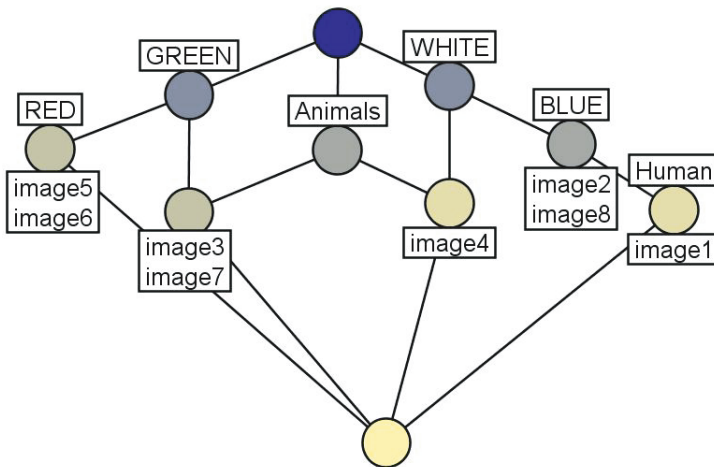 GREEN
WHITE
RED
Animals
BLUE
Human
image5
image6
image3
image7
image4
image2
image8
image1